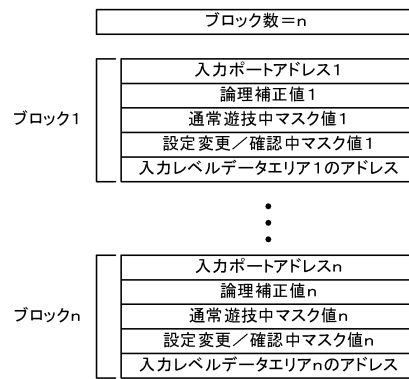 ブロック数＝n
ブロック1
入力ポートアドレス1
論理補正値1
通常遊技中マスク値1
設定変更／確認中マスク値1
入力レベルデータエリア1のアドレス
ブロックn
入力ポートアドレスn
論理補正値n
通常遊技中マスク値n
設定変更／確認中マスク値n
入力レベルデータエリアnのアドレス